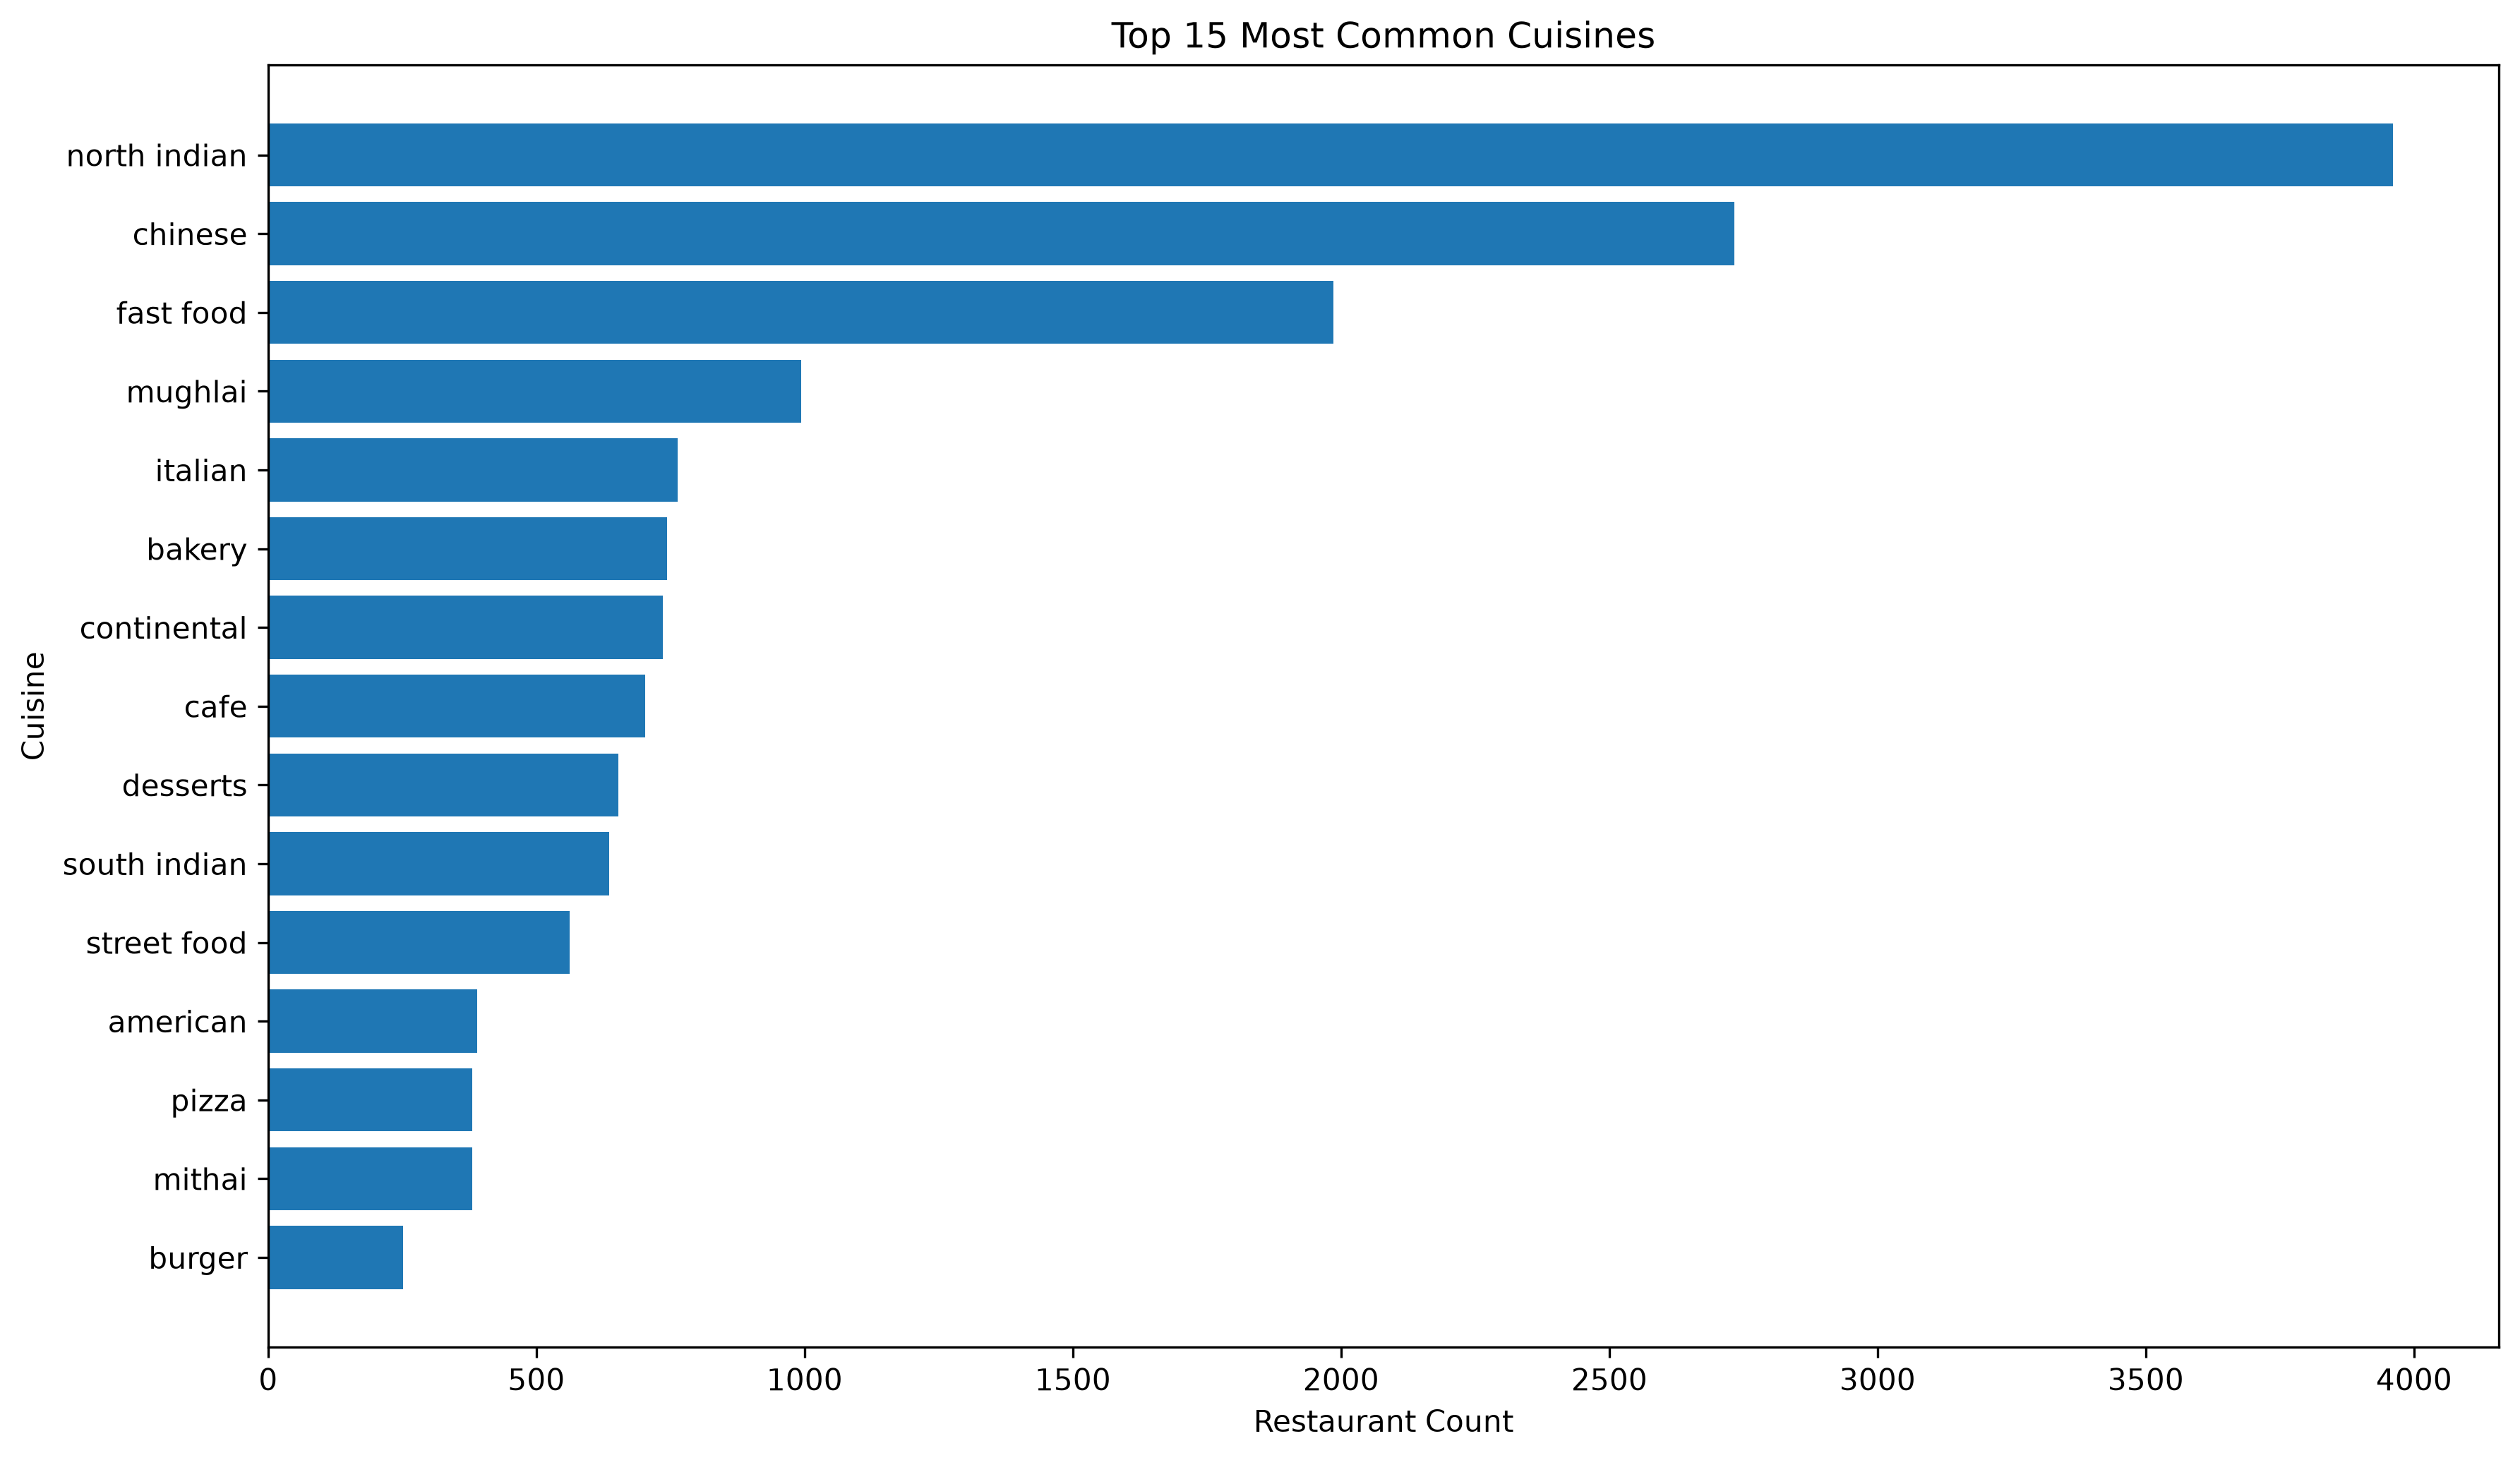 Top 15 Most Common Cuisines
north indian
chinese
fast food
mughlai
italian
bakery
continental
cafe
desserts
south indian
street food
american
pizza
mithai
burger
Cuisine
0 500 1000 1500 2000 2500 3000 3500 4000
Restaurant Count